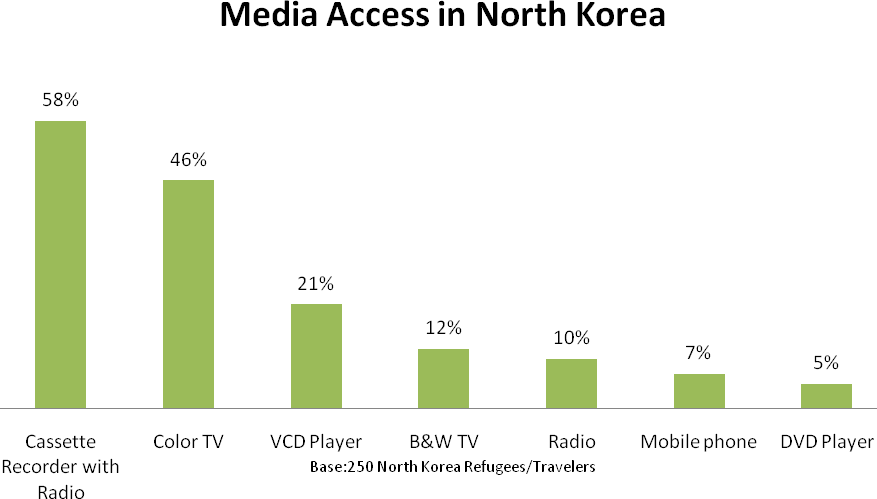 Media Access in North Korea
58%
46%
21%
12%
10%
7%
5%
Cassette
Recorder with
Radio
Color TV
VCD Player
B&W TV
Radio
Mobile phone
DVD Player
Base:250 North Korea Refugees/Travelers